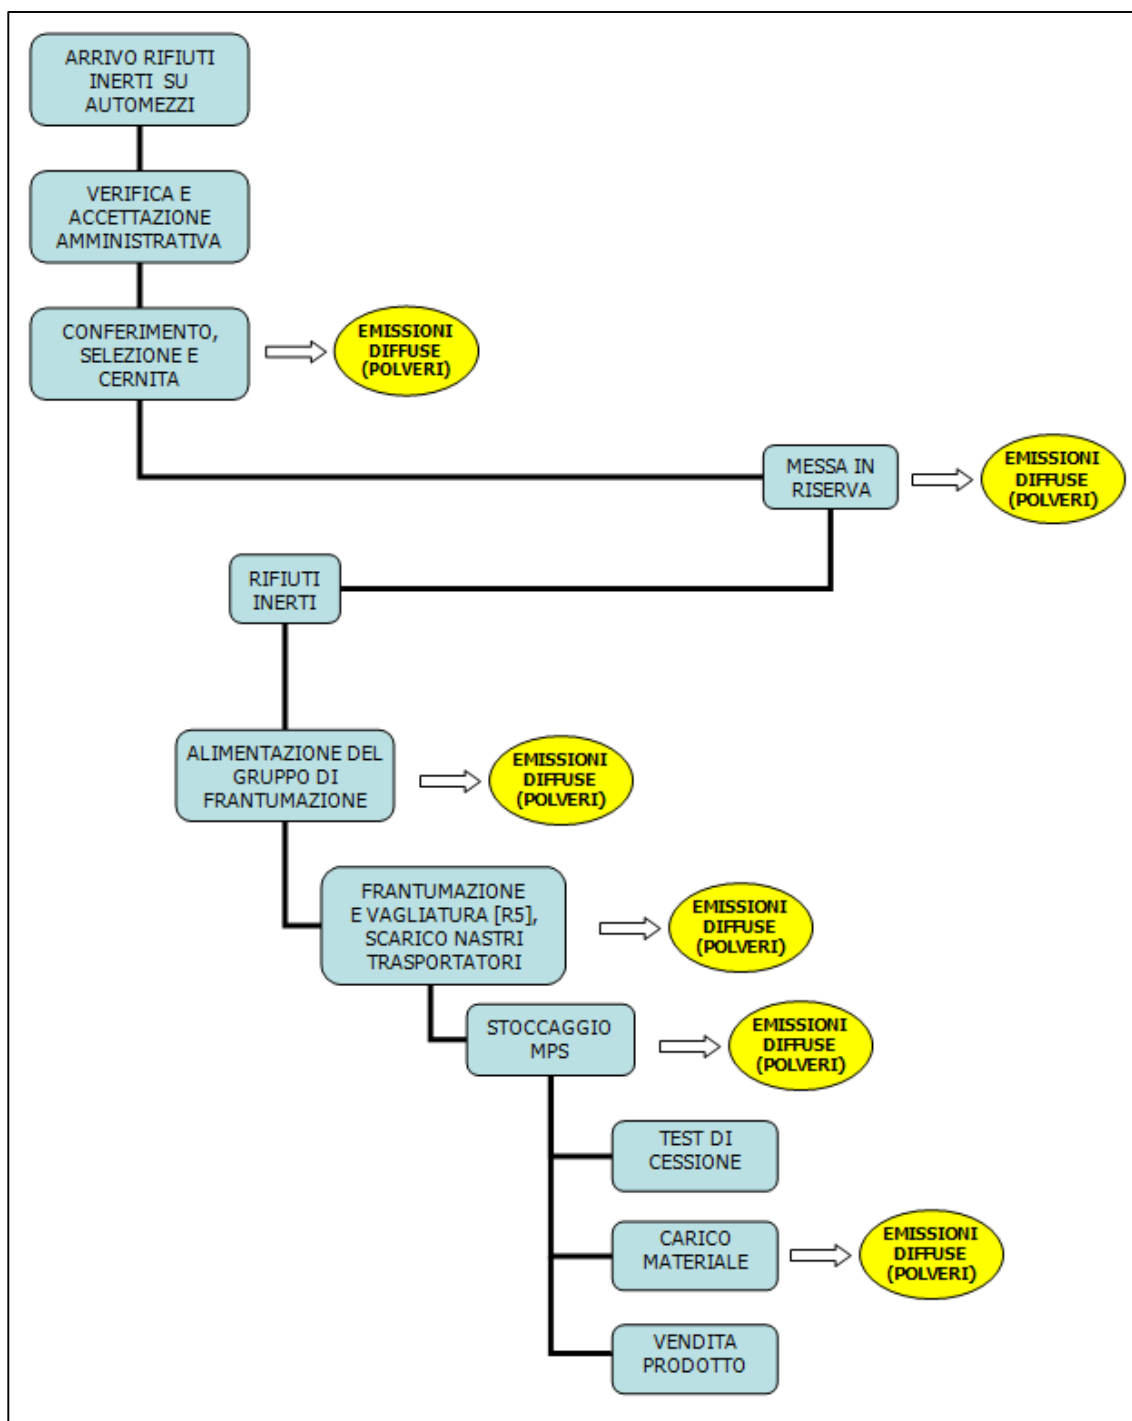 ARRIVO RIFIUTI
INERTI SU
AUTOMEZZI
VERIFICA E
ACCETTAZIONE
AMMINISTRATIVA
CONFERIMENTO,
SELEZIONE E
CERNITA
EMISSIONI
DIFFUSE
(POLVERI)
MESSA IN
RISERVA
EMISSIONI
DIFFUSE
(POLVERI)
RIFIUTI
INERTI
ALIMENTAZIONE DEL
GRUPPO DI
FRANTUMAZIONE
EMISSIONI
DIFFUSE
(POLVERI)
FRANTUMAZIONE
E VAGLIATURA [R5],
SCARICO NASTRI
TRASPORTATORI
EMISSIONI
DIFFUSE
(POLVERI)
STOCCAGGIO
MPS
EMISSIONI
DIFFUSE
(POLVERI)
TEST DI
CESSIONE
CARICO
MATERIALE
EMISSIONI
DIFFUSE
(POLVERI)
VENDITA
PRODOTTO